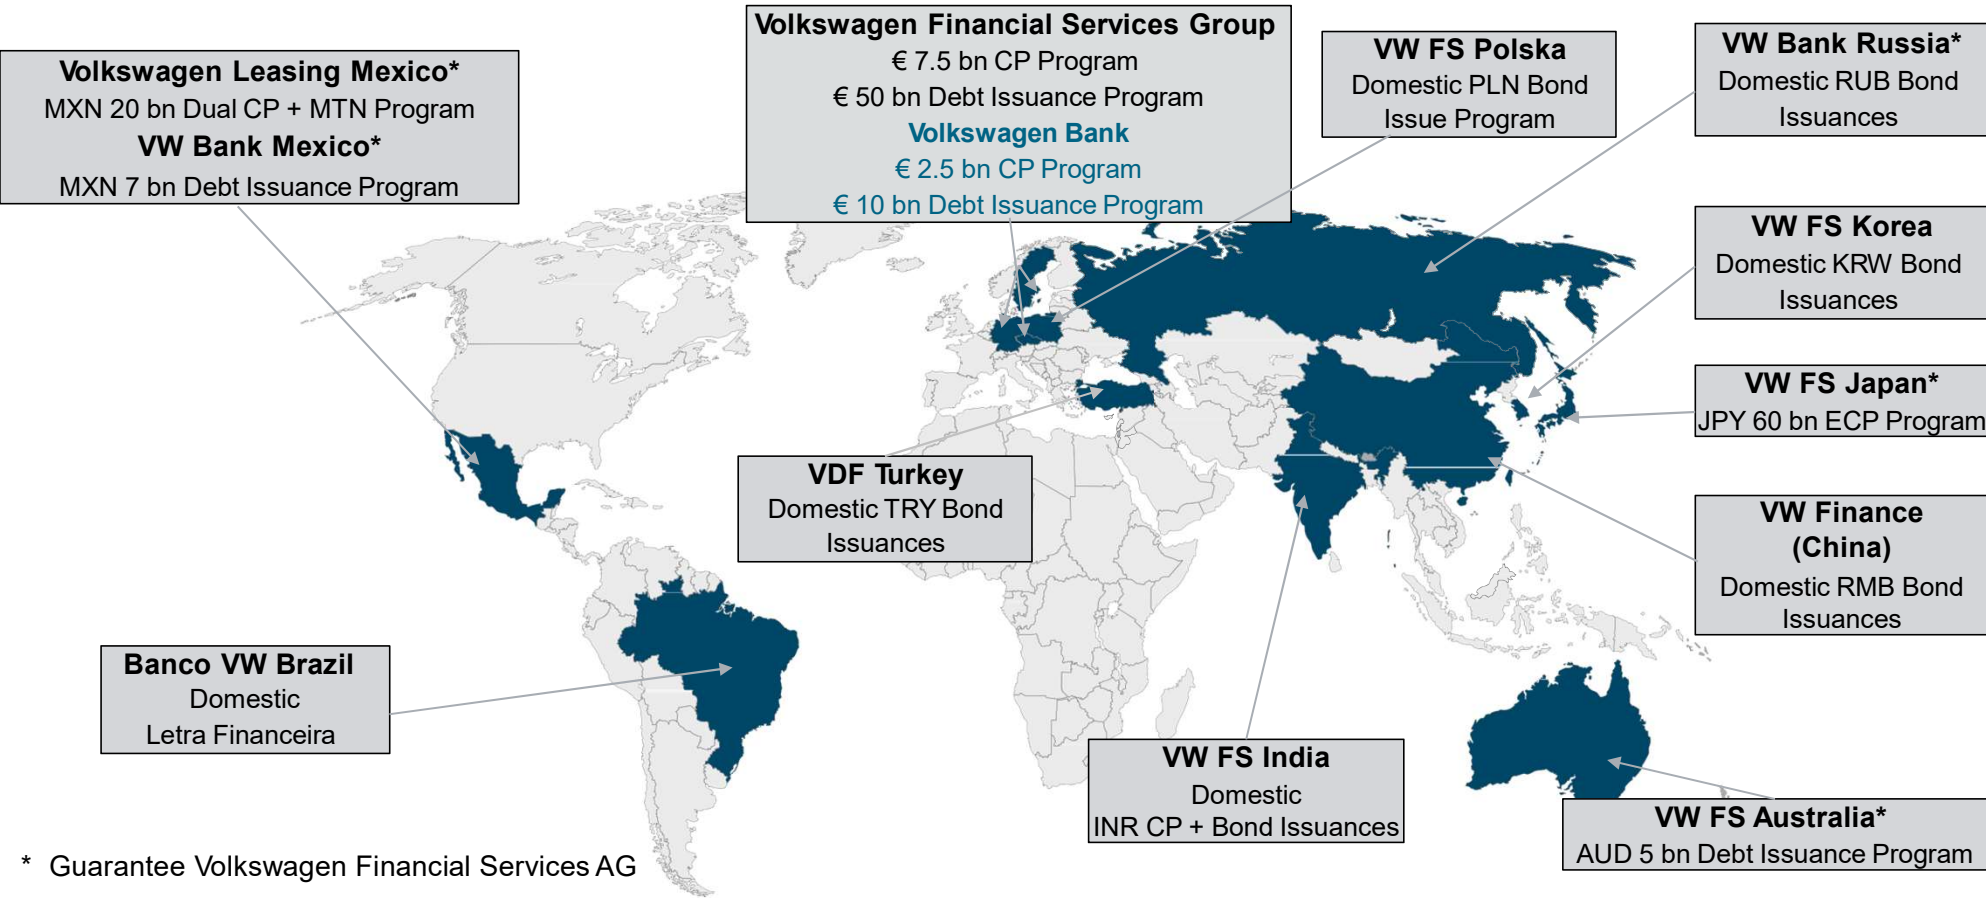 Volkswagen Leasing Mexico*
MXN 20 bn Dual CP + MTN Program
VW Bank Mexico*
MXN 7 bn Debt Issuance Program
Volkswagen Financial Services Group
€ 7.5 bn CP Program
€ 50 bn Debt Issuance Program
Volkswagen Bank
€ 2.5 bn CP Program
€ 10 bn Debt Issuance Program
VW FS Polska
Domestic PLN Bond
Issue Program
VW Bank Russia*
Domestic RUB Bond
Issuances
VW FS Korea
Domestic KRW Bond
Issuances
VW FS Japan*
JPY 60 bn ECP Program
VDF Turkey
Domestic TRY Bond
Issuances
VW Finance
(China)
Domestic RMB Bond
Issuances
Banco VW Brazil
Domestic
Letra Financeira
VW FS India
Domestic
INR CP + Bond Issuances
VW FS Australia*
AUD 5 bn Debt Issuance Program
* Guarantee Volkswagen Financial Services AG